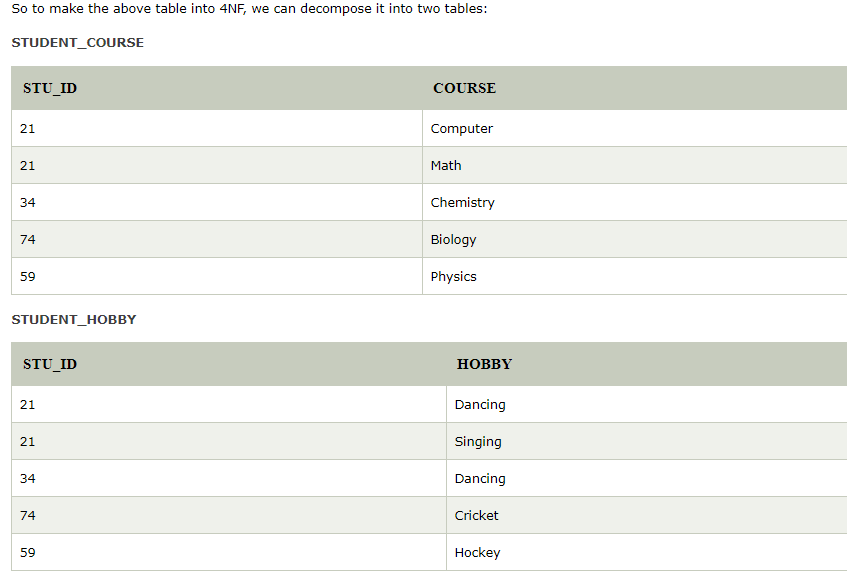 So to make the above table into 4NF, we can decompose it into two tables:
STUDENT_COURSE
STU_ID COURSE
21 Computer
21 Math
34 Chemistry
74 Biology
59 Physics
STUDENT_HOBBY
STU_ID HOBBY
21 Dancing
21 Singing
34 Dancing
74 Cricket
59 Hockey